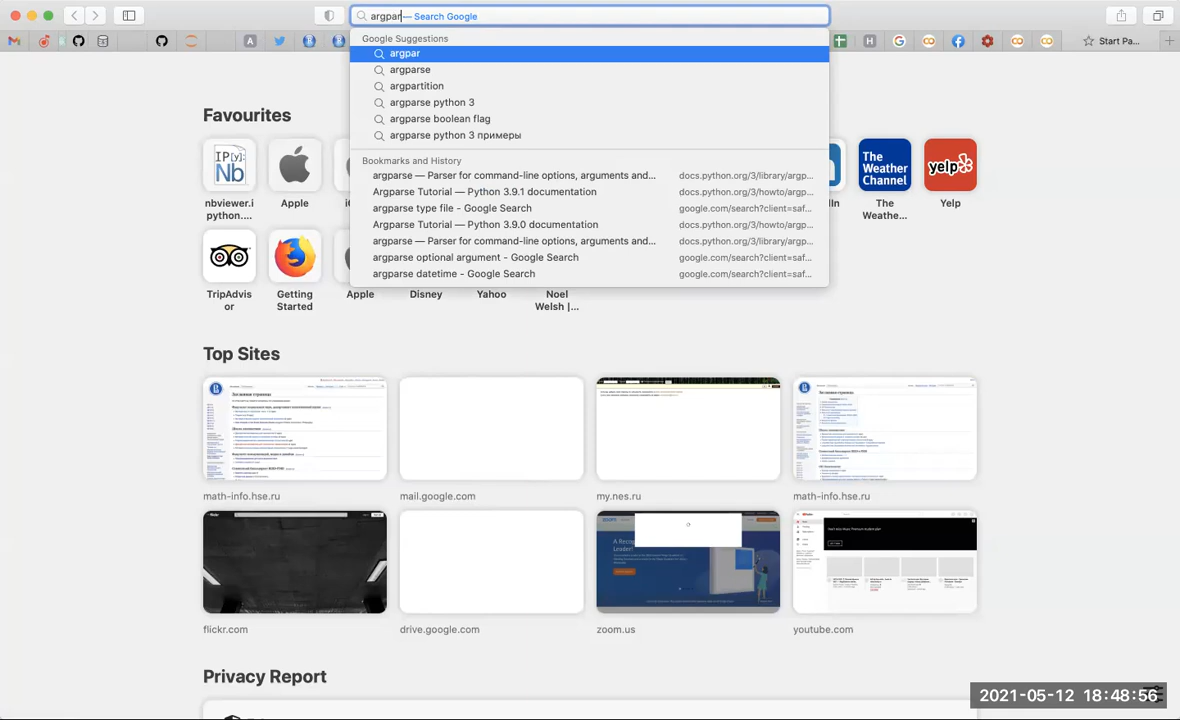 argpar — Search Google
Google Suggestions
argpar
argparse
argpartition
argparse python 3
argparse boolean flag
argparse python 3 примеры
Bookmarks and History
argparse — Parser for command-line options, arguments and... docs.python.org/3/library/argp...
Argparse Tutorial — Python 3.9.1 documentation docs.python.org/3/howto/argp...
argparse type file - Google Search google.com/search?client=saf...
Argparse Tutorial — Python 3.9.0 documentation docs.python.org/3/howto/argp...
argparse — Parser for command-line options, arguments and... docs.python.org/3/library/argp...
argparse optional argument - Google Search google.com/search?client=saf...
argparse datetime - Google Search google.com/search?client=saf...
A
H
Start Pa...
Favourites
IP[y]:
Nb
The
Weather
Channel
yelp
nbviewer.i
python....
Apple
The
Weathe...
Yelp
TripAdvis
or
Getting
Started
Apple
Disney
Yahoo
Noel
Welsh |...
Top Sites
math-info.hse.ru
mail.google.com
my.nes.ru
math-info.hse.ru
flickr.com
drive.google.com
zoom.us
youtube.com
Privacy Report
2021-05-12 18:48:56